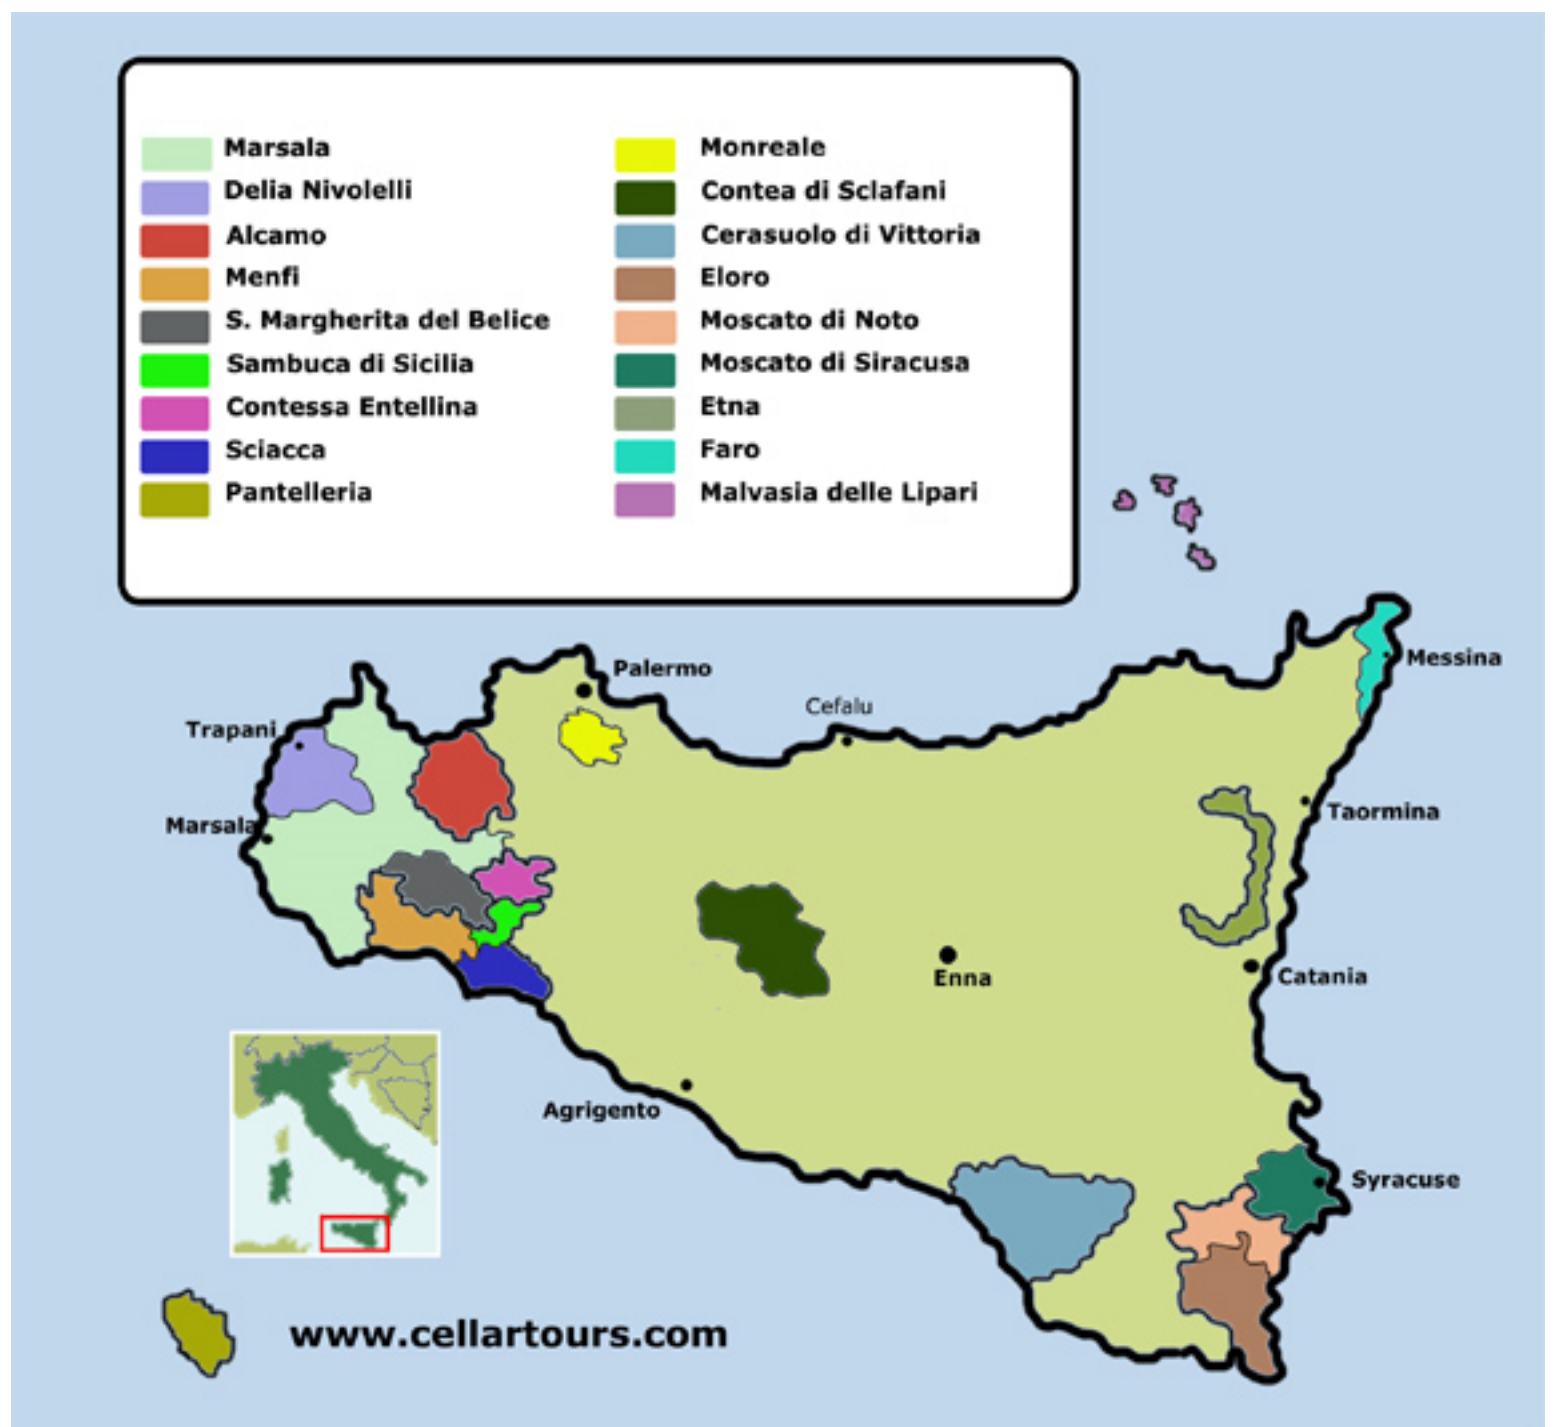 Marsala
Delia Nivolelli
Alcamo
Menfi
S. Margherita del Belice
Sambuca di Sicilia
Contessa Entellina
Sciacca
Pantelleria
Monreale
Contea di Sclafani
Cerasuolo di Vittoria
Eloro
Moscato di Noto
Moscato di Siracusa
Etna
Faro
Malvasia delle Lipari
Messina
Palermo
Cefalu
Trapani
Taormina
Marsala
Enna
Catania
Agrigento
Syracuse
www.cellartours.com